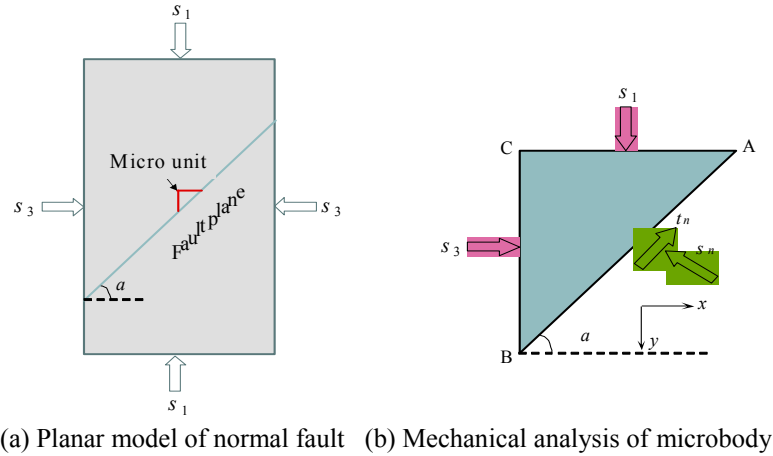 s 1
Micro unit
s 3
s 3
Fault plane
a
s 1
s 1
C
A
t n
s n
s 3
x
a
y
B
(a) Planar model of normal fault (b) Mechanical analysis of microbody